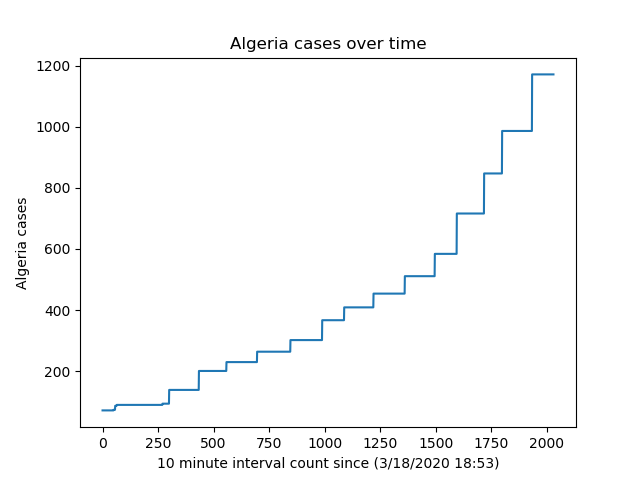 Algeria cases over time
1200
1000
800
600
400
200
Algeria cases
0 250 500 750 1000 1250 1500 1750 2000
10 minute interval count since (3/18/2020 18:53)